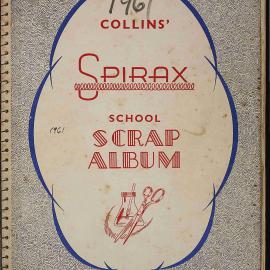 1961
COLLINS'
SPIRAX
SCHOOL
1961
SCRAP
ALBUM